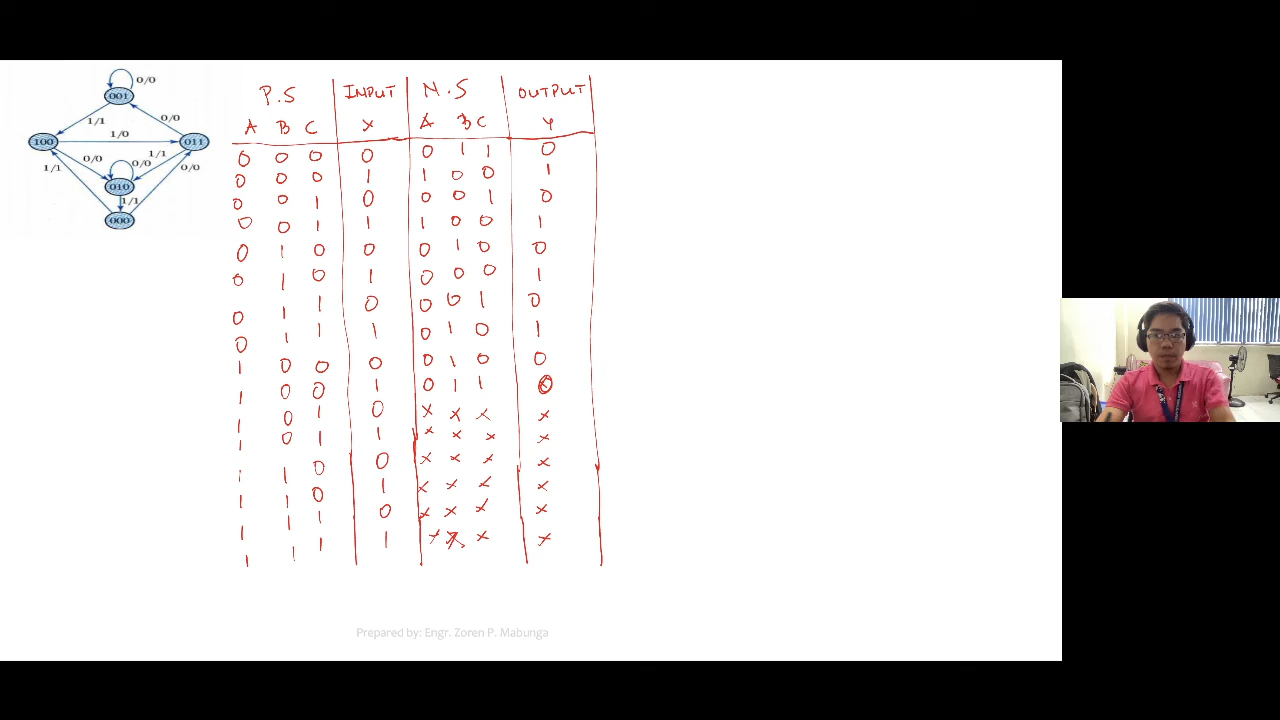 0/0
001
1/1
0/0
100
1/0
011
0/0
1/1
0/0
1/1
010
0/0
1/1
000
P.S INPUT N.S OUTPUT
A B C X A B C Y
0 0 0 0 0 1 1 0
0 0 0 1 1 0 0 1
0 0 1 0 0 0 1 0
0 0 1 1 1 0 0 1
0 1 0 0 0 1 0 0
0 1 0 1 0 0 0 1
0 1 1 0 0 0 1 0
0 1 1 1 0 1 0 1
1 0 0 0 0 1 0 0
1 0 0 1 0 1 1 0
1 0 1 0 x x x x
1 0 1 1 x x x x
1 1 0 0 x x x x
1 1 0 1 x x x x
1 1 1 0 x x x x
1 1 1 1 x x x x
Prepared by: Engr. Zoren P. Mabunga